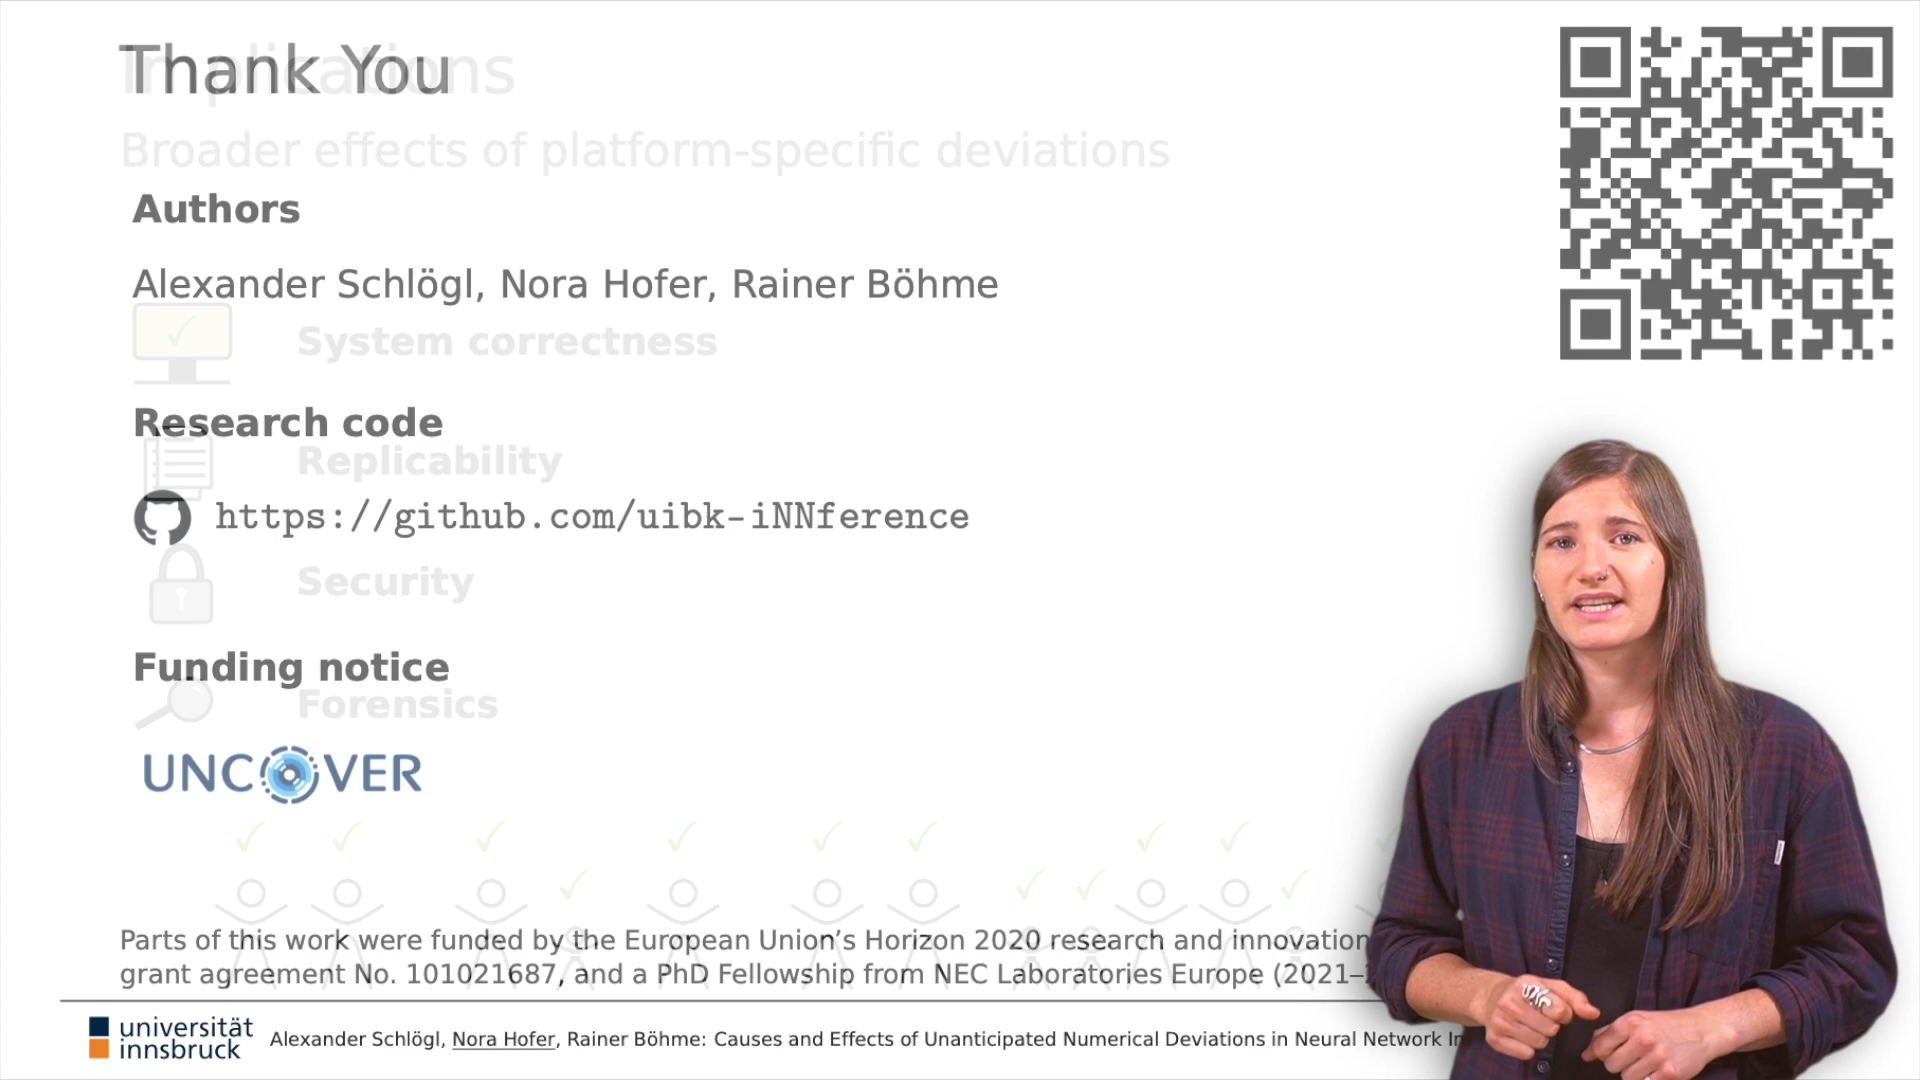 Thank You
Implications
Broader effects of platform-specific deviations
Authors
Alexander Schlögl, Nora Hofer, Rainer Böhme
System correctness
Research code
Replicability
https://github.com/uibk-iNNference
Security
Funding notice
Forensics
UNCOVER
Parts of this work were funded by the European Union’s Horizon 2020 research and innovation
grant agreement No. 101021687, and a PhD Fellowship from NEC Laboratories Europe (2021–
universität
innsbruck
Alexander Schlögl, Nora Hofer, Rainer Böhme: Causes and Effects of Unanticipated Numerical Deviations in Neural Network